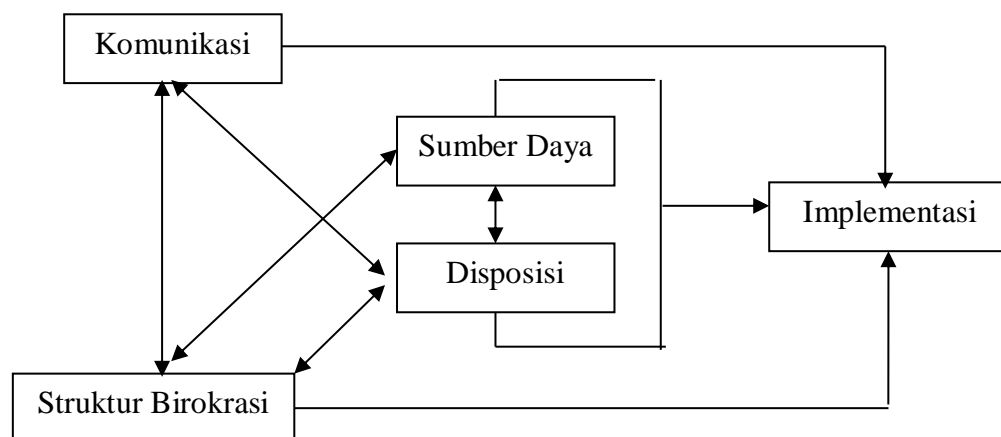 Komunikasi
Sumber Daya
Implementasi
Disposisi
Struktur Birokrasi